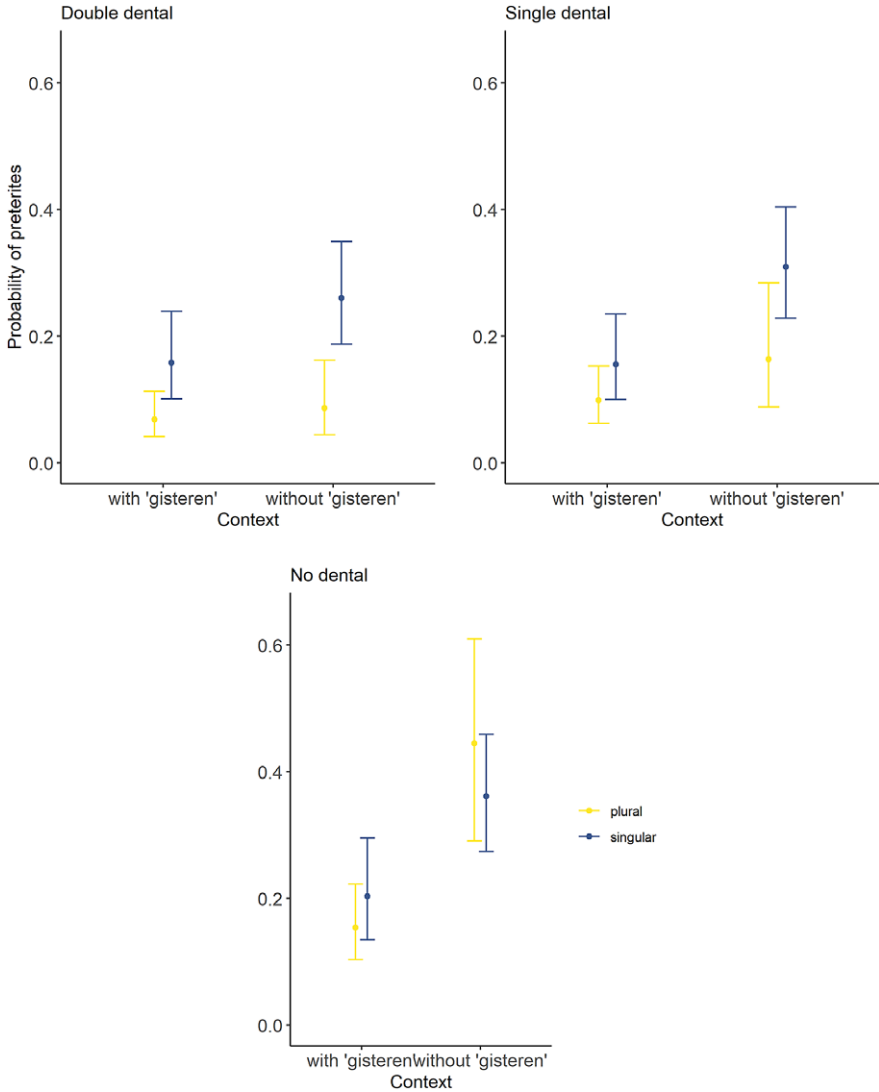 Double dental
Probability of preterites
0.6
0.4
0.2
0.0
with 'gisteren' without 'gisteren'
Context
Single dental
0.6
0.4
0.2
0.0
with 'gisteren' without 'gisteren'
Context
No dental
0.6
0.4
0.2
0.0
with 'gisteren'without 'gisteren'
Context
plural
singular